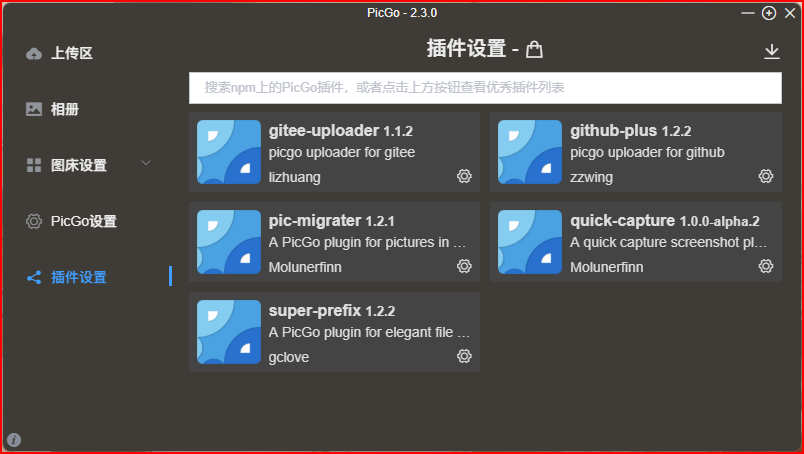 PicGo - 2.3.0
上传区
相册
图床设置
PicGo设置
插件设置
插件设置 -
搜索npm上的PicGo插件，或者点击上方按钮查看优秀插件列表
gitee-uploader 1.1.2
picgo uploader for gitee
lizhuang
github-plus 1.2.2
picgo uploader for github
zzwing
pic-migrater 1.2.1
A PicGo plugin for pictures in ...
Molunerfinn
quick-capture 1.0.0-alpha.2
A quick capture screenshot pl...
Molunerfinn
super-prefix 1.2.2
A PicGo plugin for elegant file ...
gclove